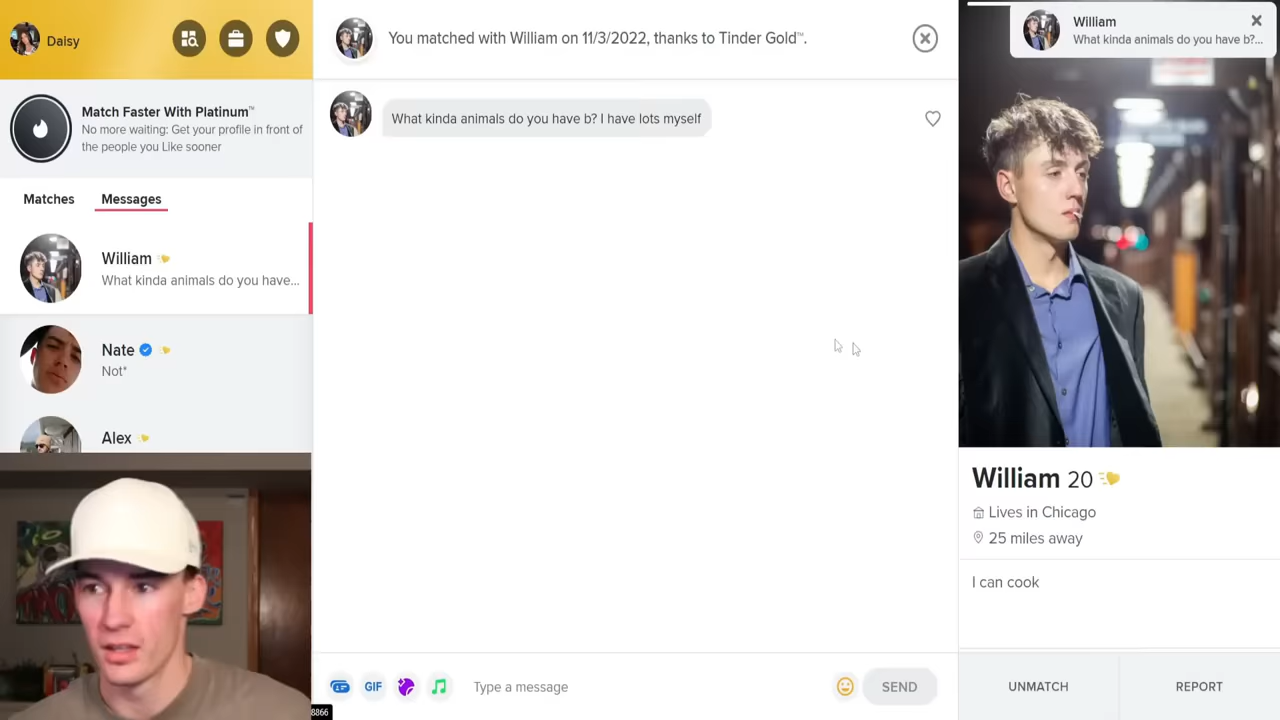 Daisy
Match Faster With Platinum™
No more waiting: Get your profile in front of
the people you Like sooner
Matches
Messages
William
What kinda animals do you have...
Nate
Not*
Alex
You matched with William on 11/3/2022, thanks to Tinder Gold™.
What kinda animals do you have b? I have lots myself
GIF
Type a message
SEND
8866
William
What kinda animals do you have b?...
William 20
Lives in Chicago
25 miles away
I can cook
UNMATCH
REPORT